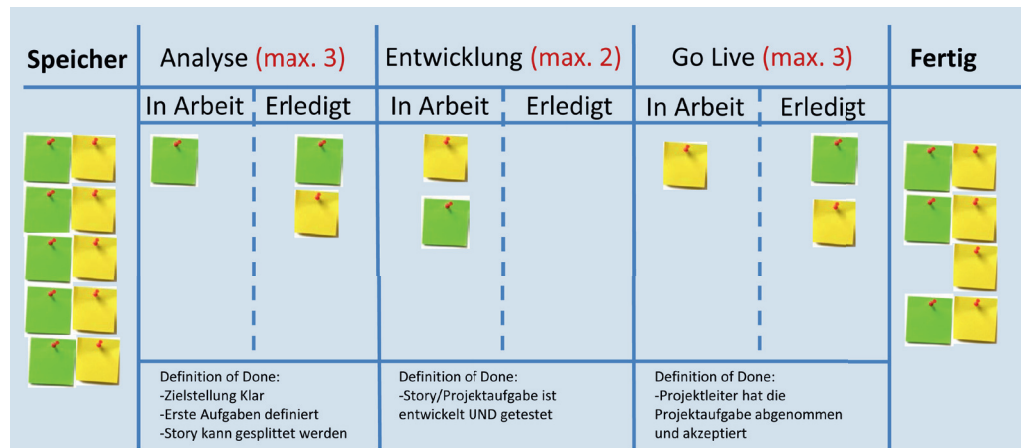 Speicher
Analyse (max. 3)
Entwicklung (max. 2)
Go Live (max. 3)
Fertig
In Arbeit
Erledigt
In Arbeit
Erledigt
In Arbeit
Erledigt
Definition of Done:
-Zielstellung Klar
-Erste Aufgaben definiert
-Story kann gesplittet werden
Definition of Done:
-Story/Projektaufgabe ist
entwickelt UND getestet
Definition of Done:
-Projektleiter hat die
Projektaufgabe abgenommen
und akzeptiert